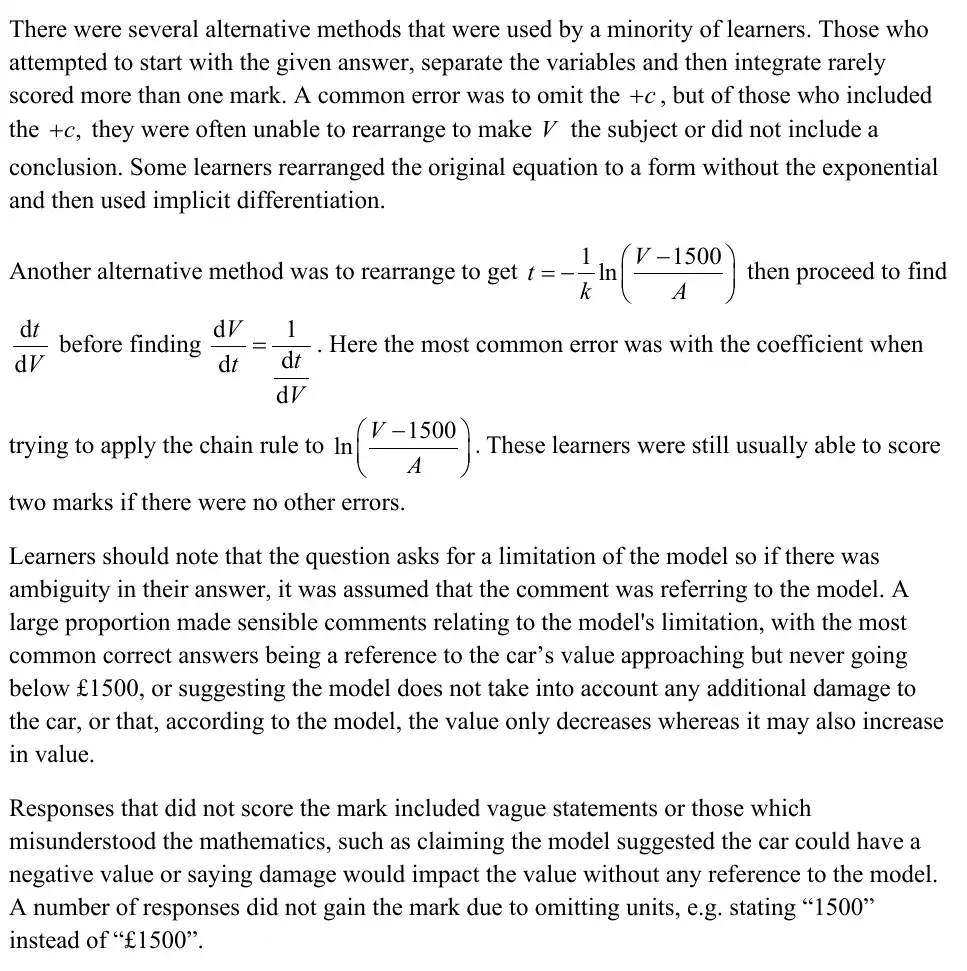 There were several alternative methods that were used by a minority of learners. Those who
attempted to start with the given answer, separate the variables and then integrate rarely
scored more than one mark. A common error was to omit the +c, but of those who included
the +c, they were often unable to rearrange to make V the subject or did not include a
conclusion. Some learners rearranged the original equation to a form without the exponential
and then used implicit differentiation.
Another alternative method was to rearrange to get t = −1/k ln((V − 1500)/A) then proceed to find
dt/dV before finding dV/dt = 1/(dt/dV). Here the most common error was with the coefficient when
trying to apply the chain rule to ln((V − 1500)/A). These learners were still usually able to score
two marks if there were no other errors.
Learners should note that the question asks for a limitation of the model so if there was
ambiguity in their answer, it was assumed that the comment was referring to the model. A
large proportion made sensible comments relating to the model's limitation, with the most
common correct answers being a reference to the car’s value approaching but never going
below £1500, or suggesting the model does not take into account any additional damage to
the car, or that, according to the model, the value only decreases whereas it may also increase
in value.
Responses that did not score the mark included vague statements or those which
misunderstood the mathematics, such as claiming the model suggested the car could have a
negative value or saying damage would impact the value without any reference to the model.
A number of responses did not gain the mark due to omitting units, e.g. stating “1500”
instead of “£1500”.